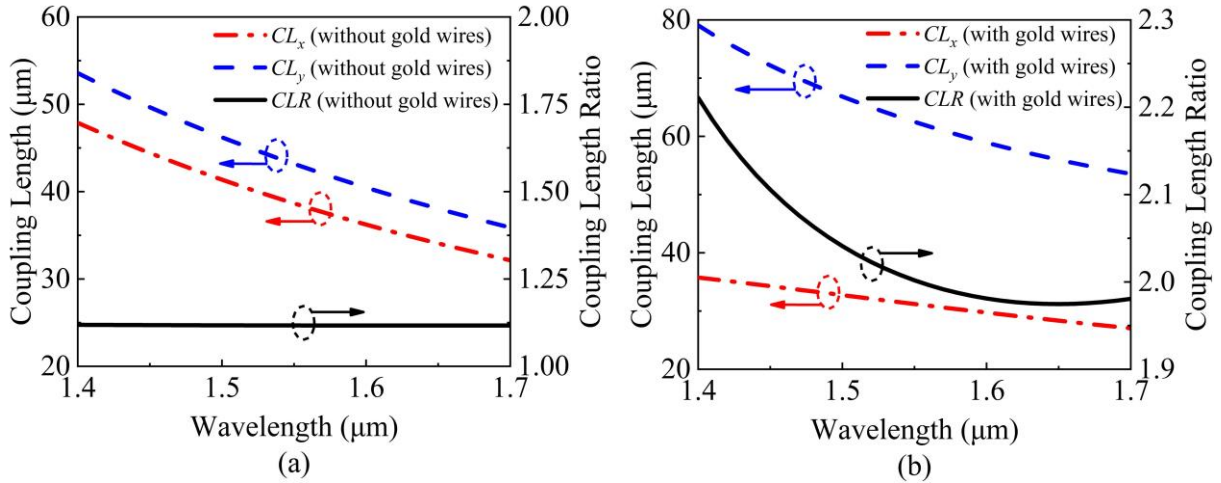 60
50
40
30
20
Coupling Length (μm)
2.00
1.75
1.50
1.25
1.00
Coupling Length Ratio
CLx (without gold wires)
CLy (without gold wires)
CLR (without gold wires)
1.4 1.5 1.6 1.7
Wavelength (μm)
(a)
80
60
40
20
Coupling Length (μm)
2.3
2.2
2.1
2.0
1.9
Coupling Length Ratio
CLx (with gold wires)
CLy (with gold wires)
CLR (with gold wires)
1.4 1.5 1.6 1.7
Wavelength (μm)
(b)